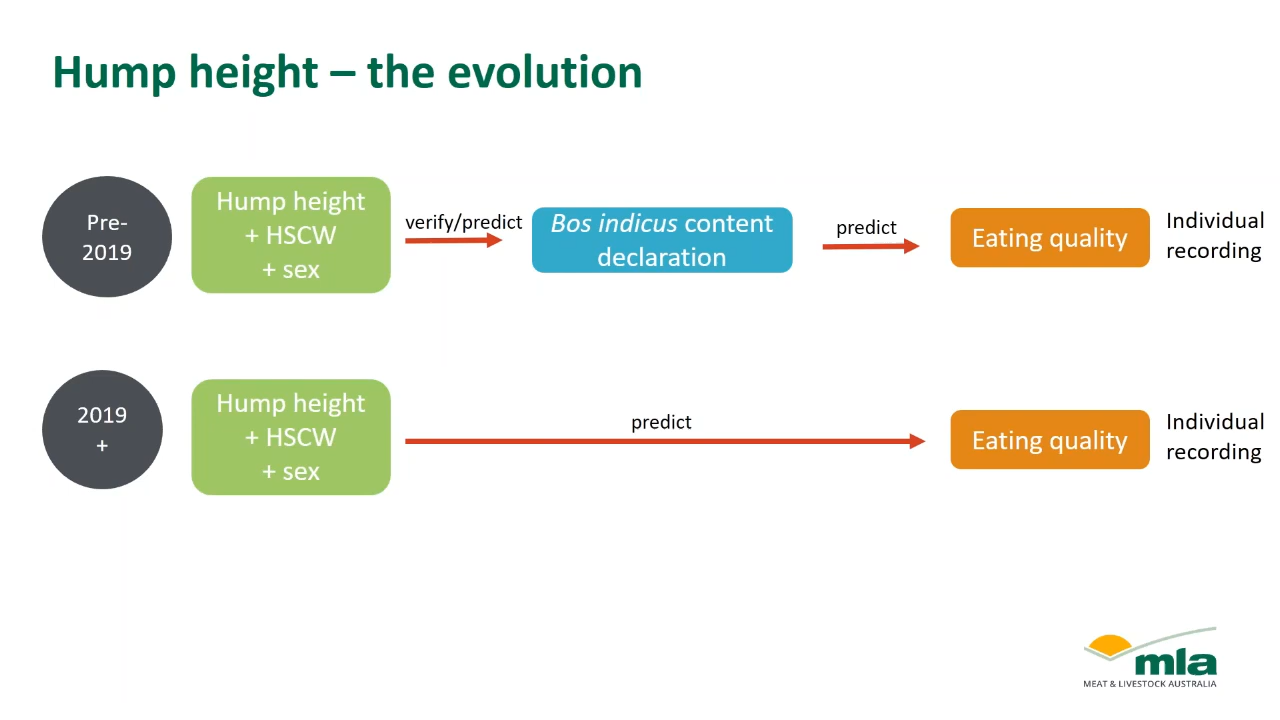 Hump height – the evolution
Pre-
2019
Hump height
+ HSCW
+ sex
verify/predict
Bos indicus content
declaration
predict
Eating quality
Individual
recording
2019
+
Hump height
+ HSCW
+ sex
predict
Eating quality
Individual
recording
mla
MEAT & LIVESTOCK AUSTRALIA